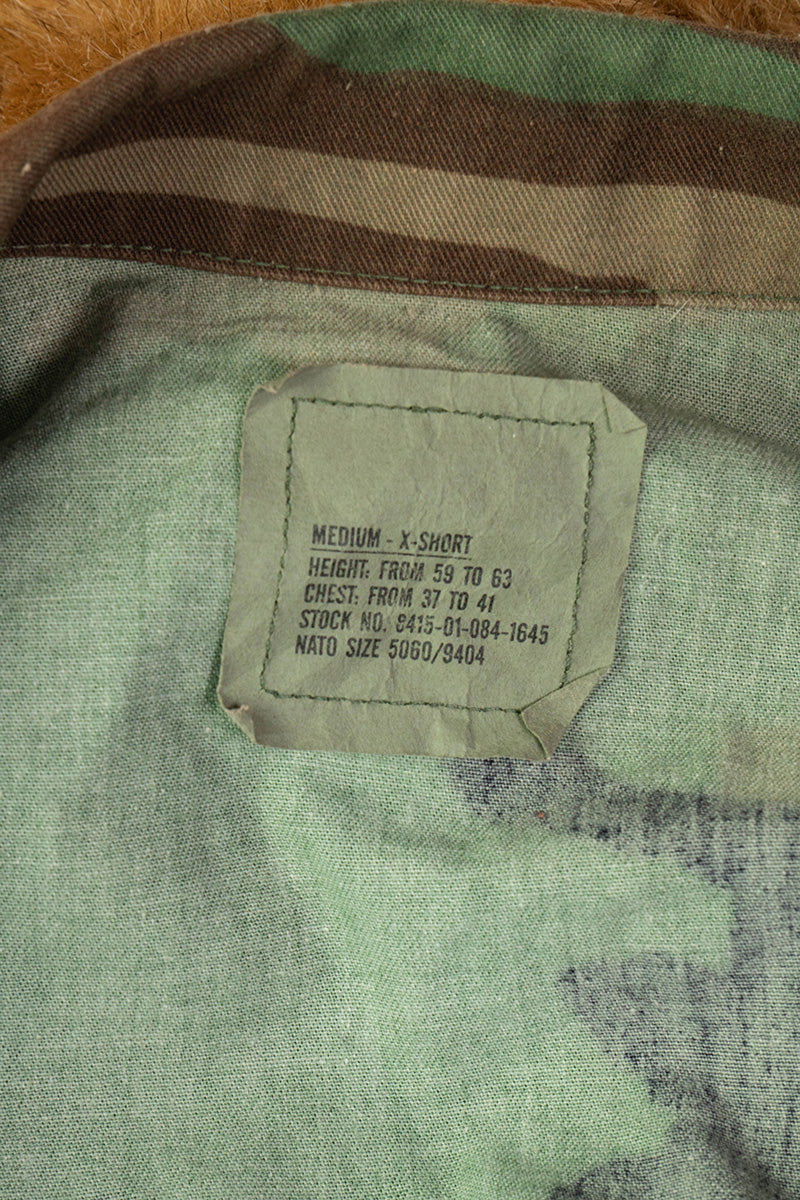 MEDIUM - X-SHORT
HEIGHT: FROM 59 TO 63
CHEST: FROM 37 TO 41
STOCK NO. 8415-01-084-1645
NATO SIZE 5060/9404